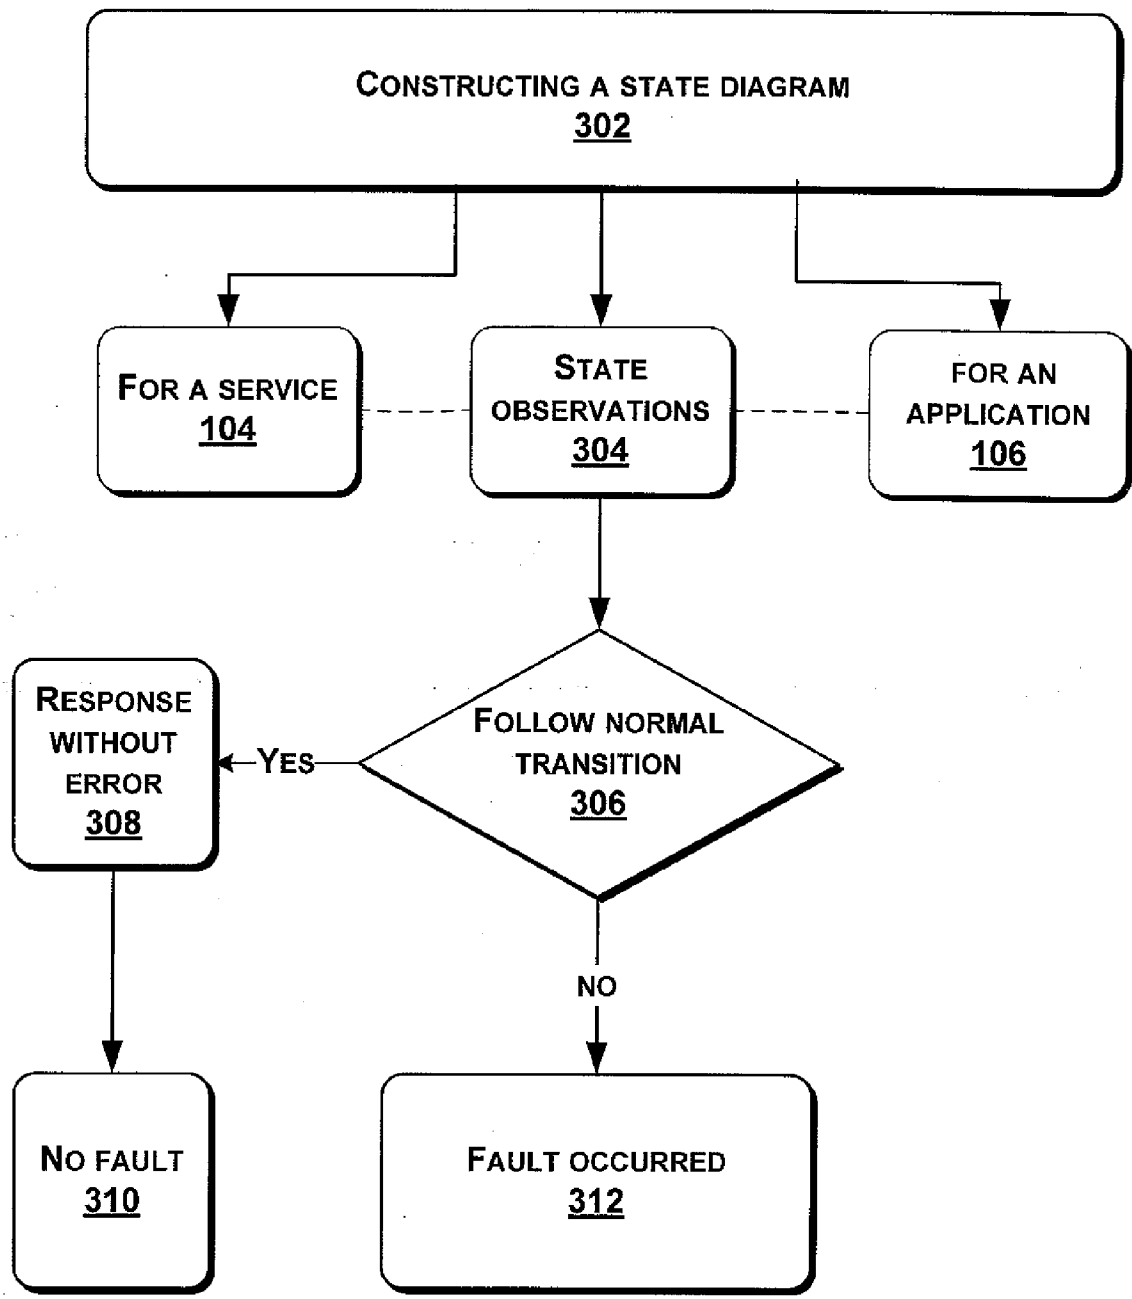 CONSTRUCTING A STATE DIAGRAM
302
FOR A SERVICE
104
STATE
OBSERVATIONS
304
FOR AN
APPLICATION
106
FOLLOW NORMAL
TRANSITION
306
YES
RESPONSE
WITHOUT
ERROR
308
NO
NO FAULT
310
FAULT OCCURRED
312